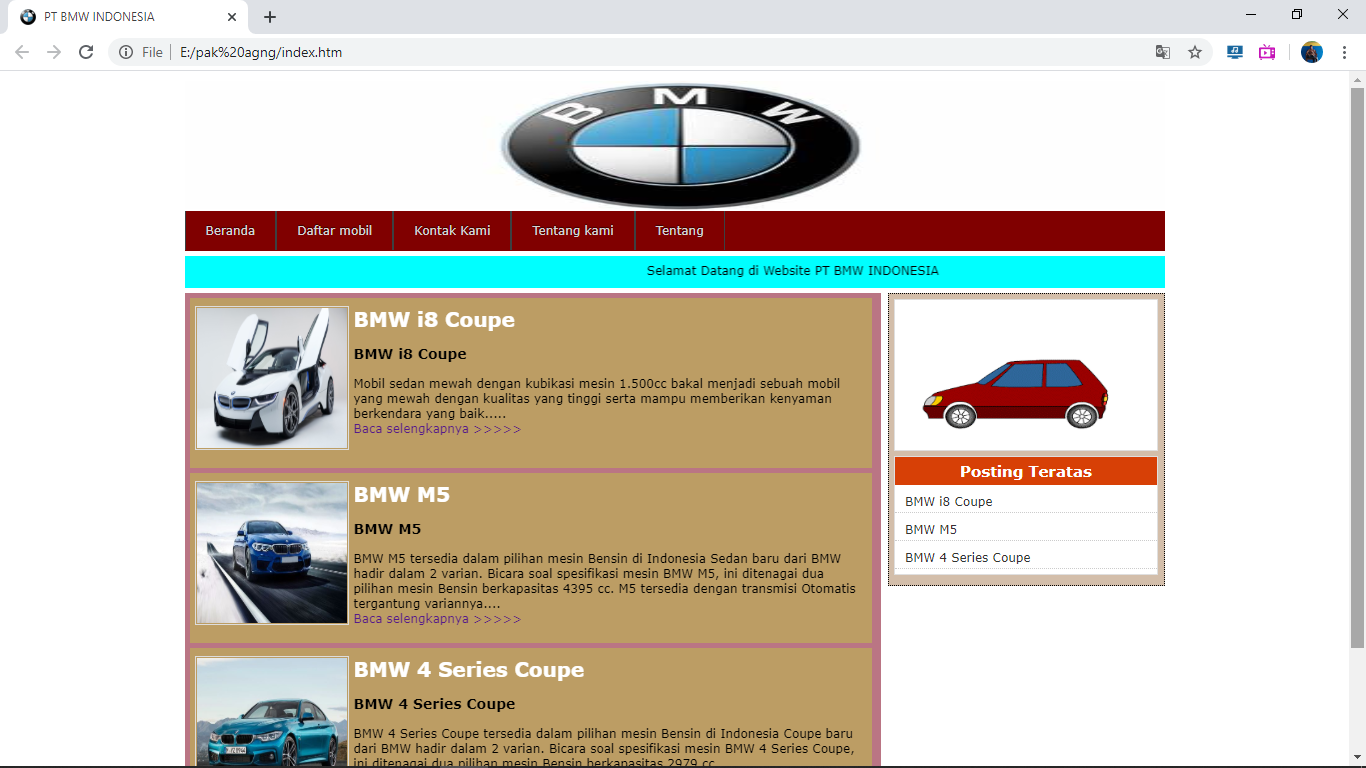 PT BMW INDONESIA
File
E:/pak%20agng/index.htm
BMW
Beranda
Daftar mobil
Kontak Kami
Tentang kami
Tentang
Selamat Datang di Website PT BMW INDONESIA
BMW i8 Coupe
BMW i8 Coupe
Mobil sedan mewah dengan kubikasi mesin 1.500cc bakal menjadi sebuah mobil
yang mewah dengan kualitas yang tinggi serta mampu memberikan kenyaman
berkendara yang baik.....
Baca selengkapnya >>>>>
BMW M5
BMW M5
BMW M5 tersedia dalam pilihan mesin Bensin di Indonesia Sedan baru dari BMW
hadir dalam 2 varian. Bicara soal spesifikasi mesin BMW M5, ini ditenagai dua
pilihan mesin Bensin berkapasitas 4395 cc. M5 tersedia dengan transmisi Otomatis
tergantung variannya....
Baca selengkapnya >>>>>
BMW 4 Series Coupe
BMW 4 Series Coupe
BMW 4 Series Coupe tersedia dalam pilihan mesin Bensin di Indonesia Coupe baru
dari BMW hadir dalam 2 varian. Bicara soal spesifikasi mesin BMW 4 Series Coupe,
ini ditenagai dua pilihan mesin Bensin berkapasitas 2979 cc.
Posting Teratas
BMW i8 Coupe
BMW M5
BMW 4 Series Coupe